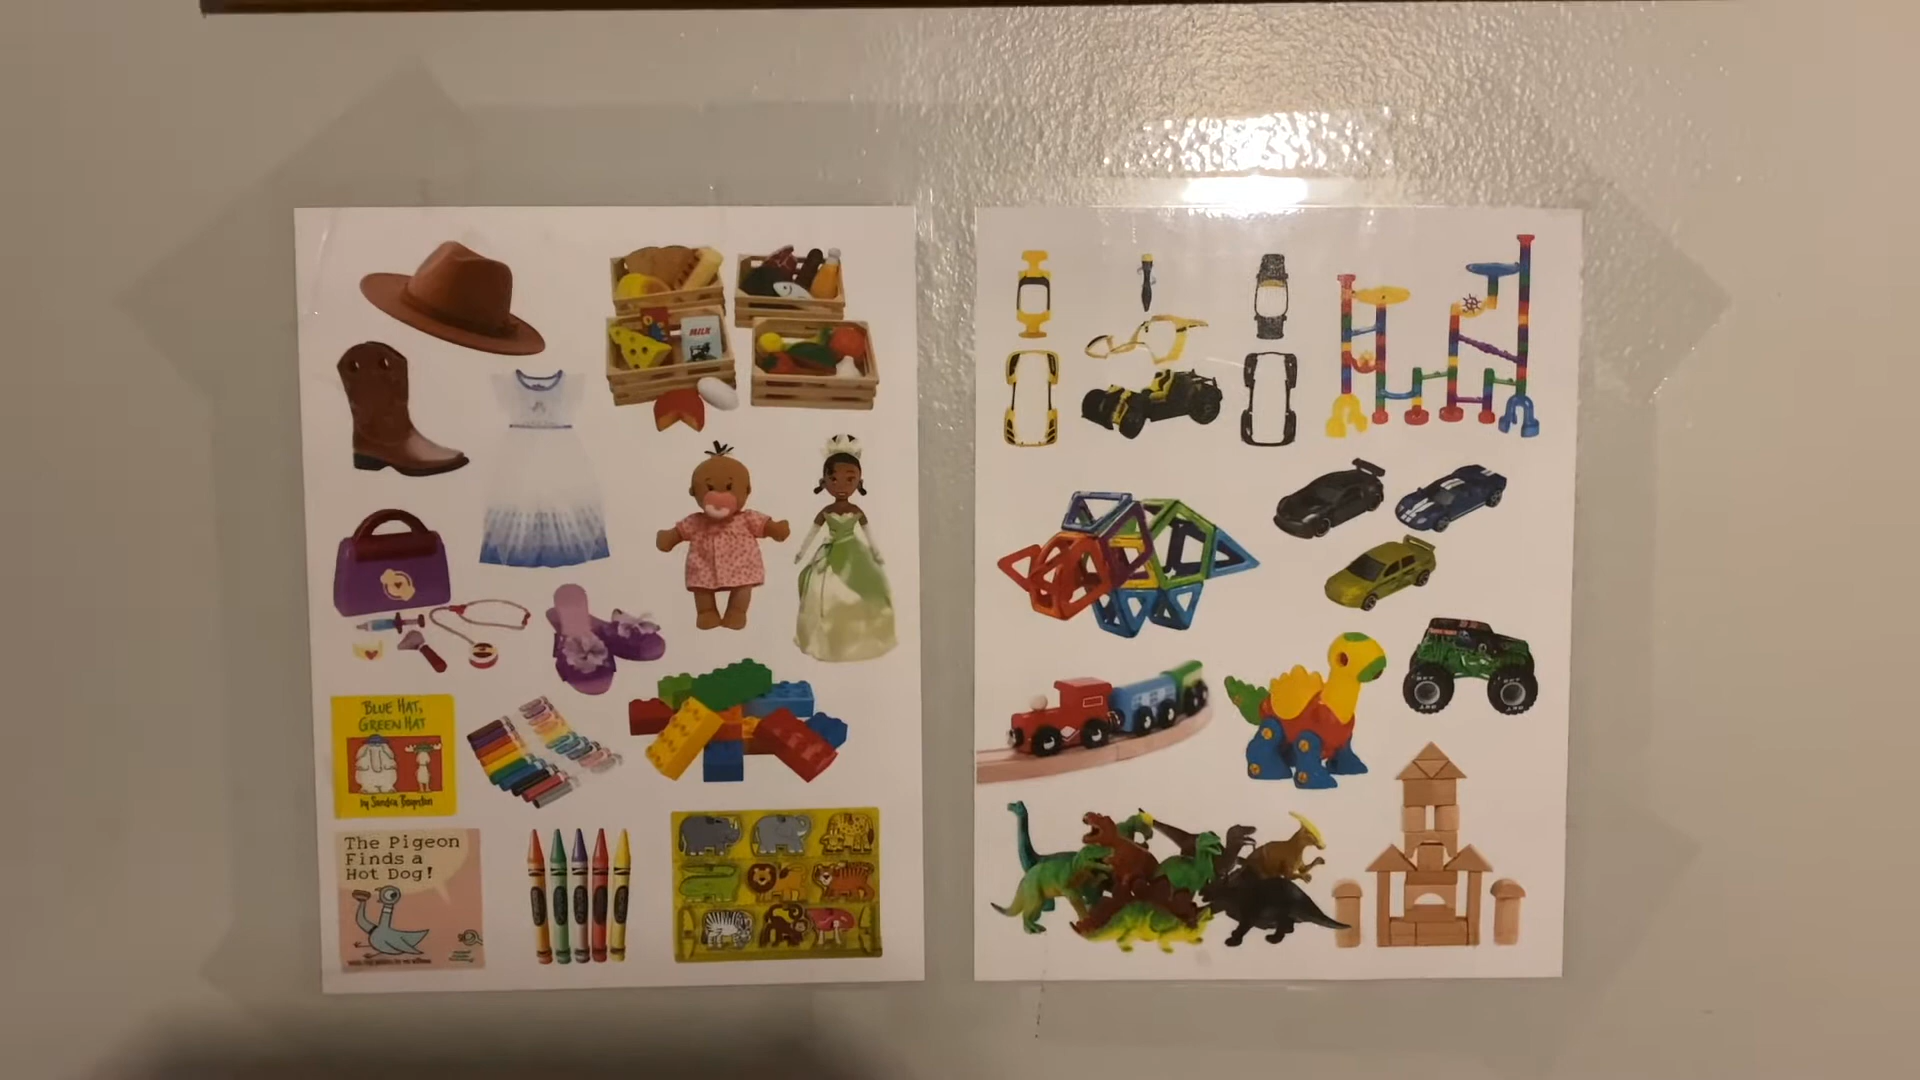 MILK
BLUE HAT,
GREEN HAT
by Sandra Boynton
The Pigeon
Finds a
Hot Dog!